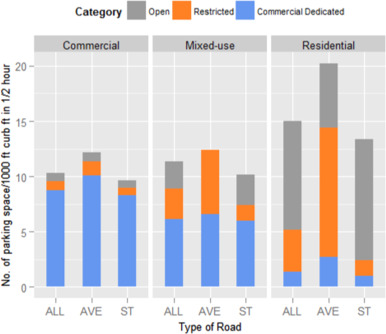 Category Open Restricted Commercial Dedicated
Commercial Mixed-use Residential
No. of parking space/1000 ft curb ft in 1/2 hour
20
15
10
5
0
ALL AVE ST ALL AVE ST ALL AVE ST
Type of Road